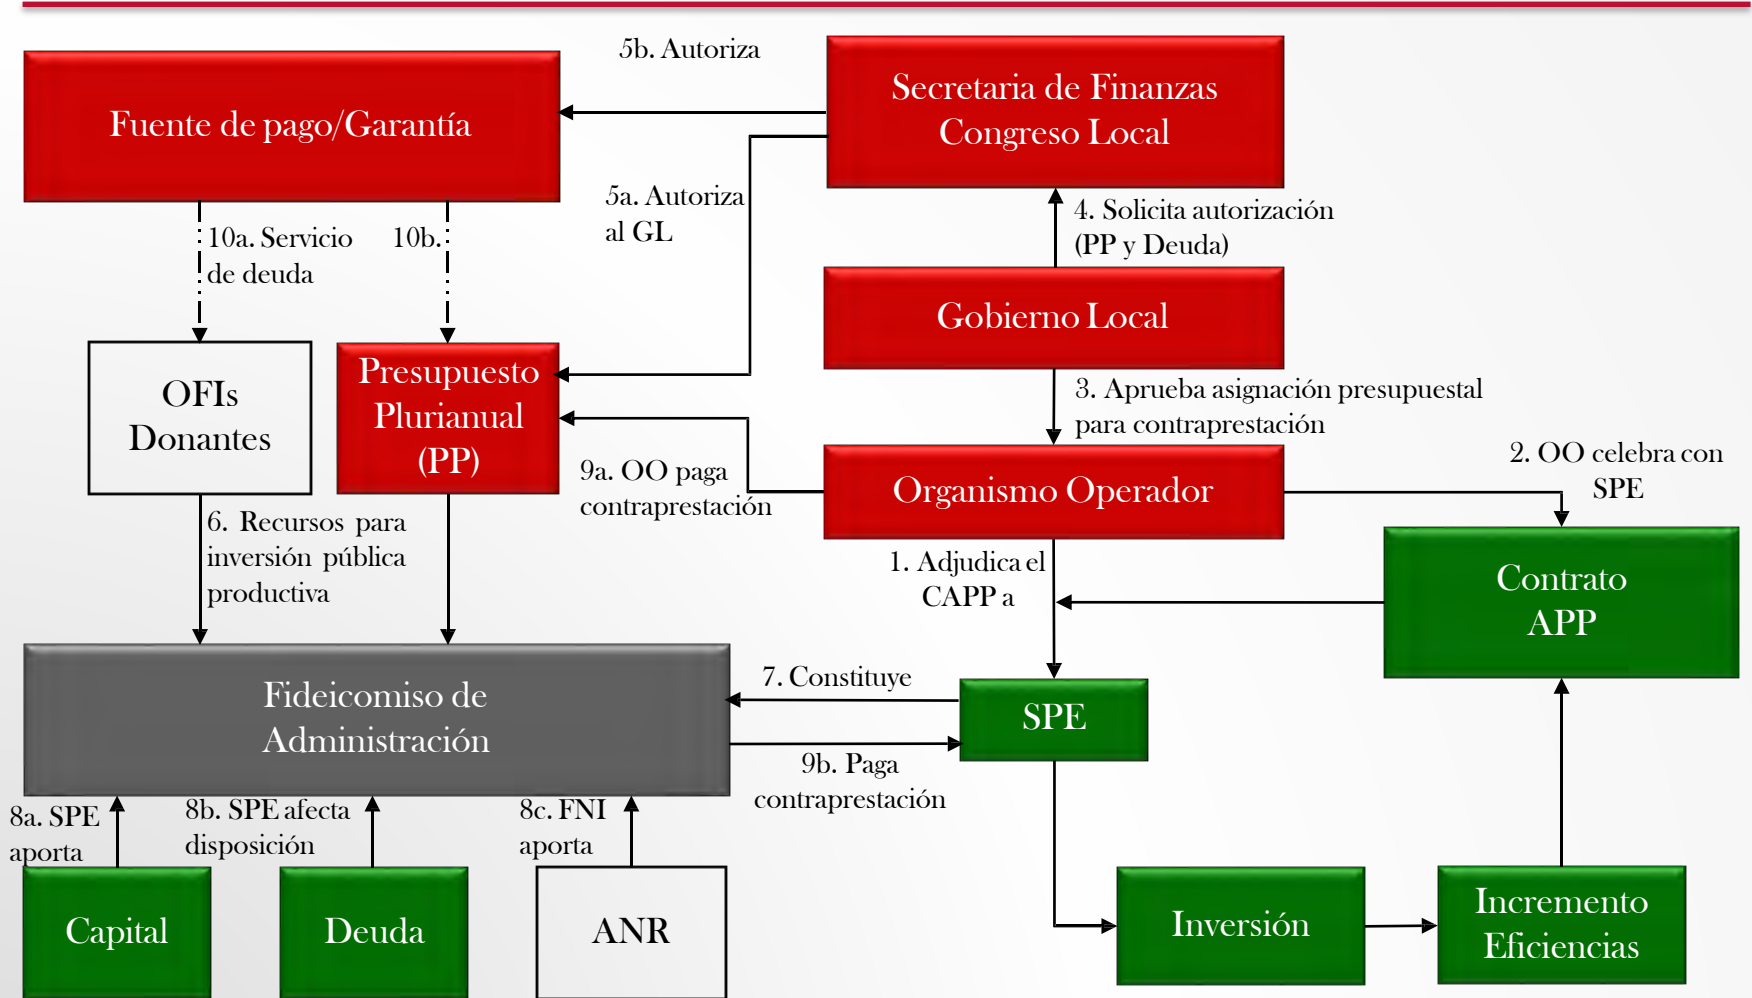 5b. Autoriza
Fuente de pago/Garantía
Secretaria de Finanzas
Congreso Local
5a. Autoriza
al GL
4. Solicita autorización
(PP y Deuda)
10a. Servicio
de deuda
10b.
Gobierno Local
OFIs
Donantes
Presupuesto
Plurianual
(PP)
3. Aprueba asignación presupuestal
para contraprestación
9a. OO paga
contraprestación
Organismo Operador
2. OO celebra con
SPE
6. Recursos para
inversión pública
productiva
1. Adjudica el
CAPP a
Contrato
APP
Fideicomiso de
Administración
7. Constituye
SPE
9b. Paga
contraprestación
8a. SPE
aporta
8b. SPE afecta
disposición
8c. FNI
aporta
Capital
Deuda
ANR
Inversión
Incremento
Eficiencias